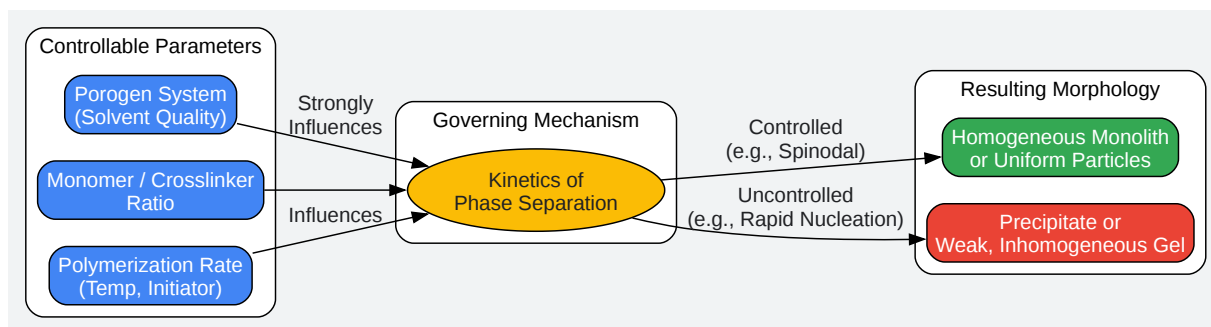 Controllable Parameters
Porogen System
(Solvent Quality)
Monomer / Crosslinker
Ratio
Polymerization Rate
(Temp, Initiator)
Strongly
Influences
Influences
Governing Mechanism
Kinetics of
Phase Separation
Controlled
(e.g., Spinodal)
Uncontrolled
(e.g., Rapid Nucleation)
Resulting Morphology
Homogeneous Monolith
or Uniform Particles
Precipitate or
Weak, Inhomogeneous Gel